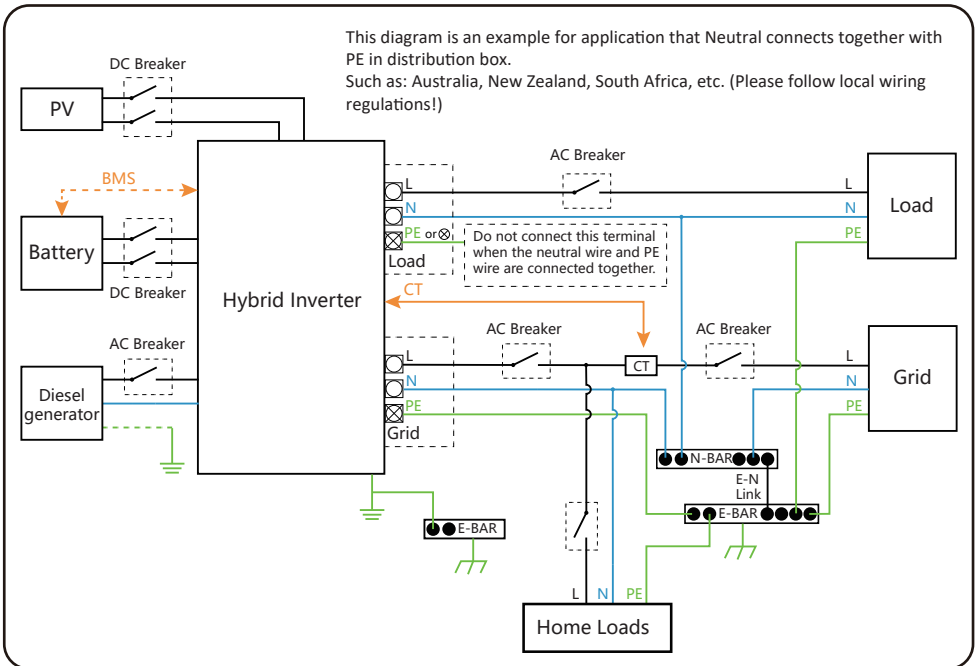 This diagram is an example for application that Neutral connects together with
PE in distribution box.
Such as: Australia, New Zealand, South Africa, etc. (Please follow local wiring
regulations!)
DC Breaker
PV
BMS
Battery
DC Breaker
AC Breaker
Diesel
generator
Hybrid Inverter
L
N
PE or
Load
Do not connect this terminal
when the neutral wire and PE
wire are connected together.
AC Breaker
L
N
PE
Load
CT
AC Breaker
CT
AC Breaker
L
N
PE
Grid
L
N
PE
Grid
N-BAR
E-N
Link
E-BAR
E-BAR
L N PE
Home Loads